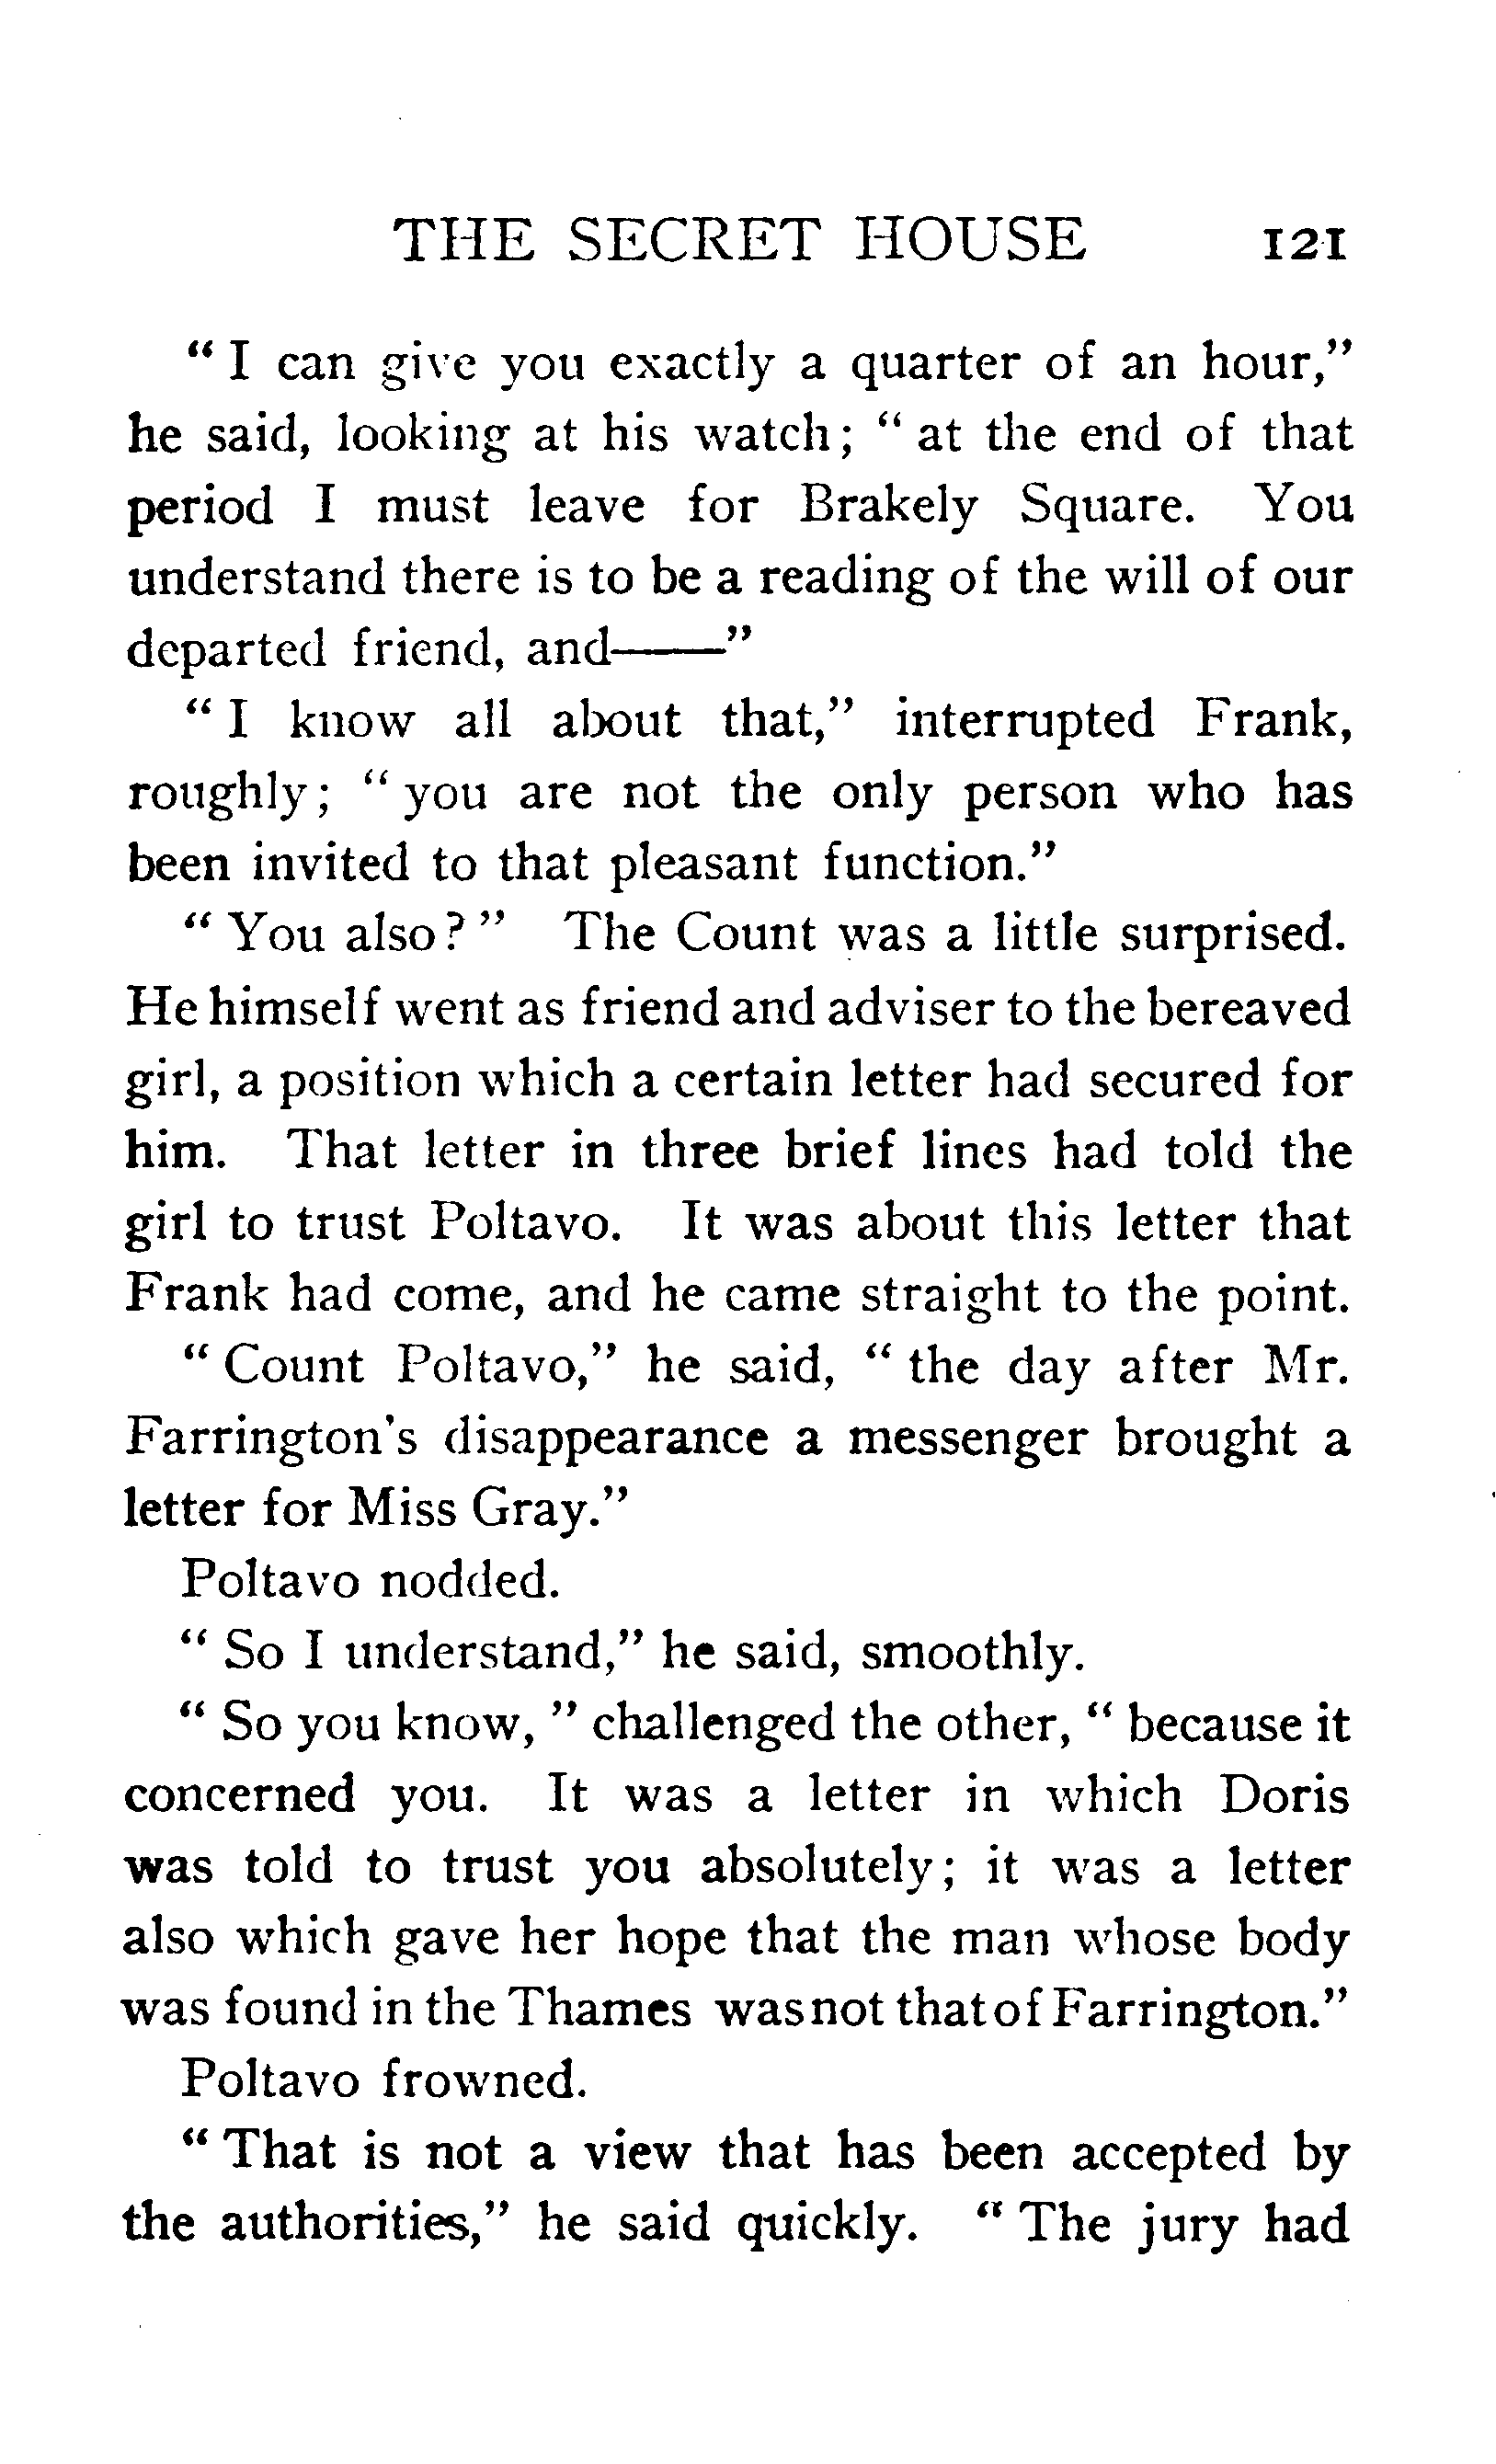 THE SECRET HOUSE 121
" I can give you exactly a quarter of an hour,"
he said, looking at his watch; " at the end of that
period I must leave for Brakely Square. You
understand there is to be a reading of the will of our
departed friend, and——"
" I know all about that," interrupted Frank,
roughly; " you are not the only person who has
been invited to that pleasant function."
" You also? " The Count was a little surprised.
He himself went as friend and adviser to the bereaved
girl, a position which a certain letter had secured for
him. That letter in three brief lines had told the
girl to trust Poltavo. It was about this letter that
Frank had come, and he came straight to the point.
" Count Poltavo," he said, " the day after Mr.
Farrington's disappearance a messenger brought a
letter for Miss Gray."
Poltavo nodded.
" So I understand," he said, smoothly.
" So you know, " challenged the other, " because it
concerned you. It was a letter in which Doris
was told to trust you absolutely; it was a letter
also which gave her hope that the man whose body
was found in the Thames was not that of Farrington."
Poltavo frowned.
" That is not a view that has been accepted by
the authorities," he said quickly. " The jury had